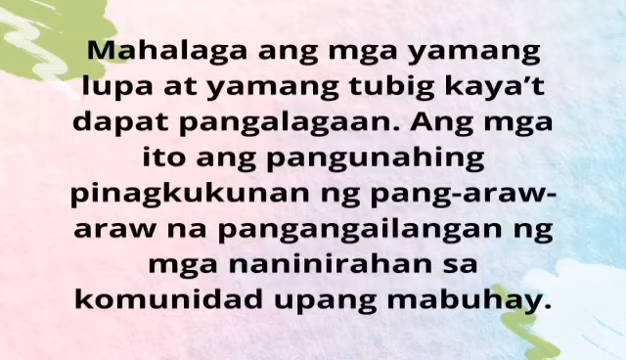 Mahalaga ang mga yamang
lupa at yamang tubig kaya’t
dapat pangalagaan. Ang mga
ito ang pangunahing
pinagkukunan ng pang-araw-
araw na pangangailangan ng
mga naninirahan sa
komunidad upang mabuhay.